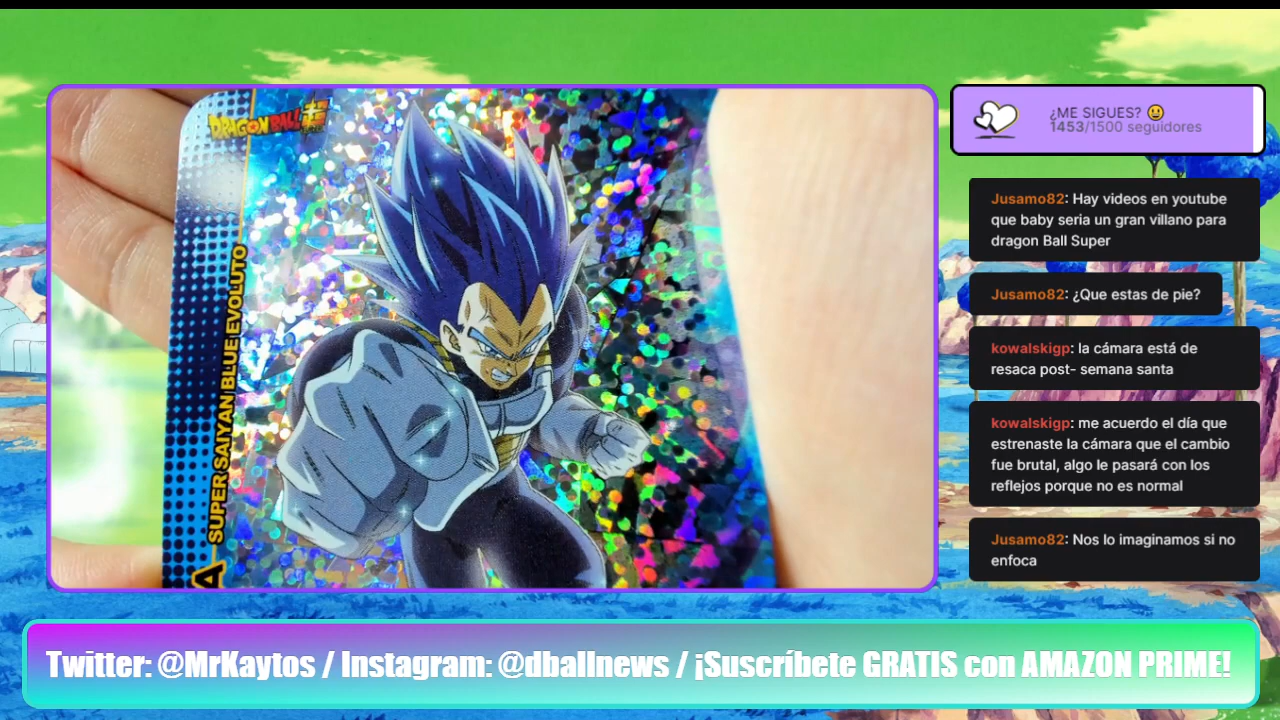 DRAGON BALL 超
SUPER SAIYAN BLUE EVOLUTO
¿ME SIGUES? 😀
1453/1500 seguidores
Jusamo82: Hay videos en youtube
que baby seria un gran villano para
dragon Ball Super
Jusamo82: ¿Que estas de pie?
kowalskigp: la cámara está de
resaca post- semana santa
kowalskigp: me acuerdo el día que
estrenaste la cámara que el cambio
fue brutal, algo le pasará con los
reflejos porque no es normal
Jusamo82: Nos lo imaginamos si no
enfoca
Twitter: @MrKaytos / Instagram: @dballnews / ¡Suscríbete GRATIS con AMAZON PRIME!